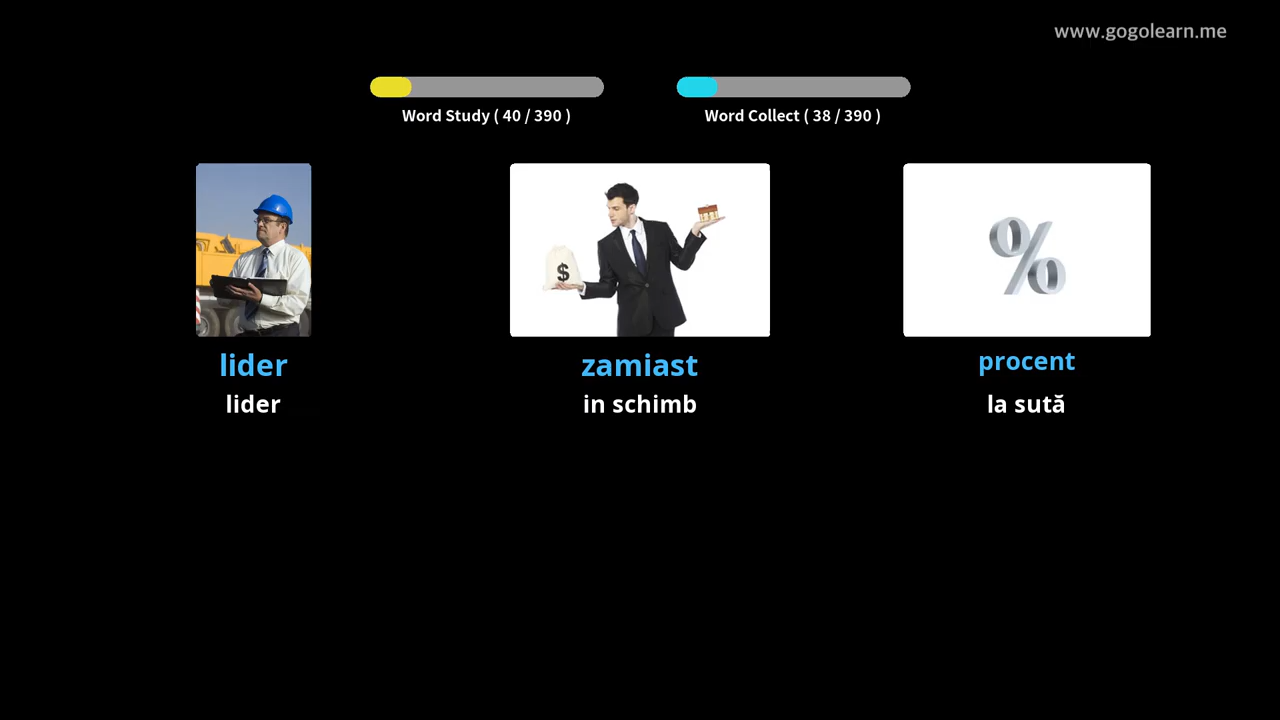 www.gogolearn.me
Word Study ( 40 / 390 )
Word Collect ( 38 / 390 )
$
%
lider
zamiast
procent
lider
in schimb
la sută